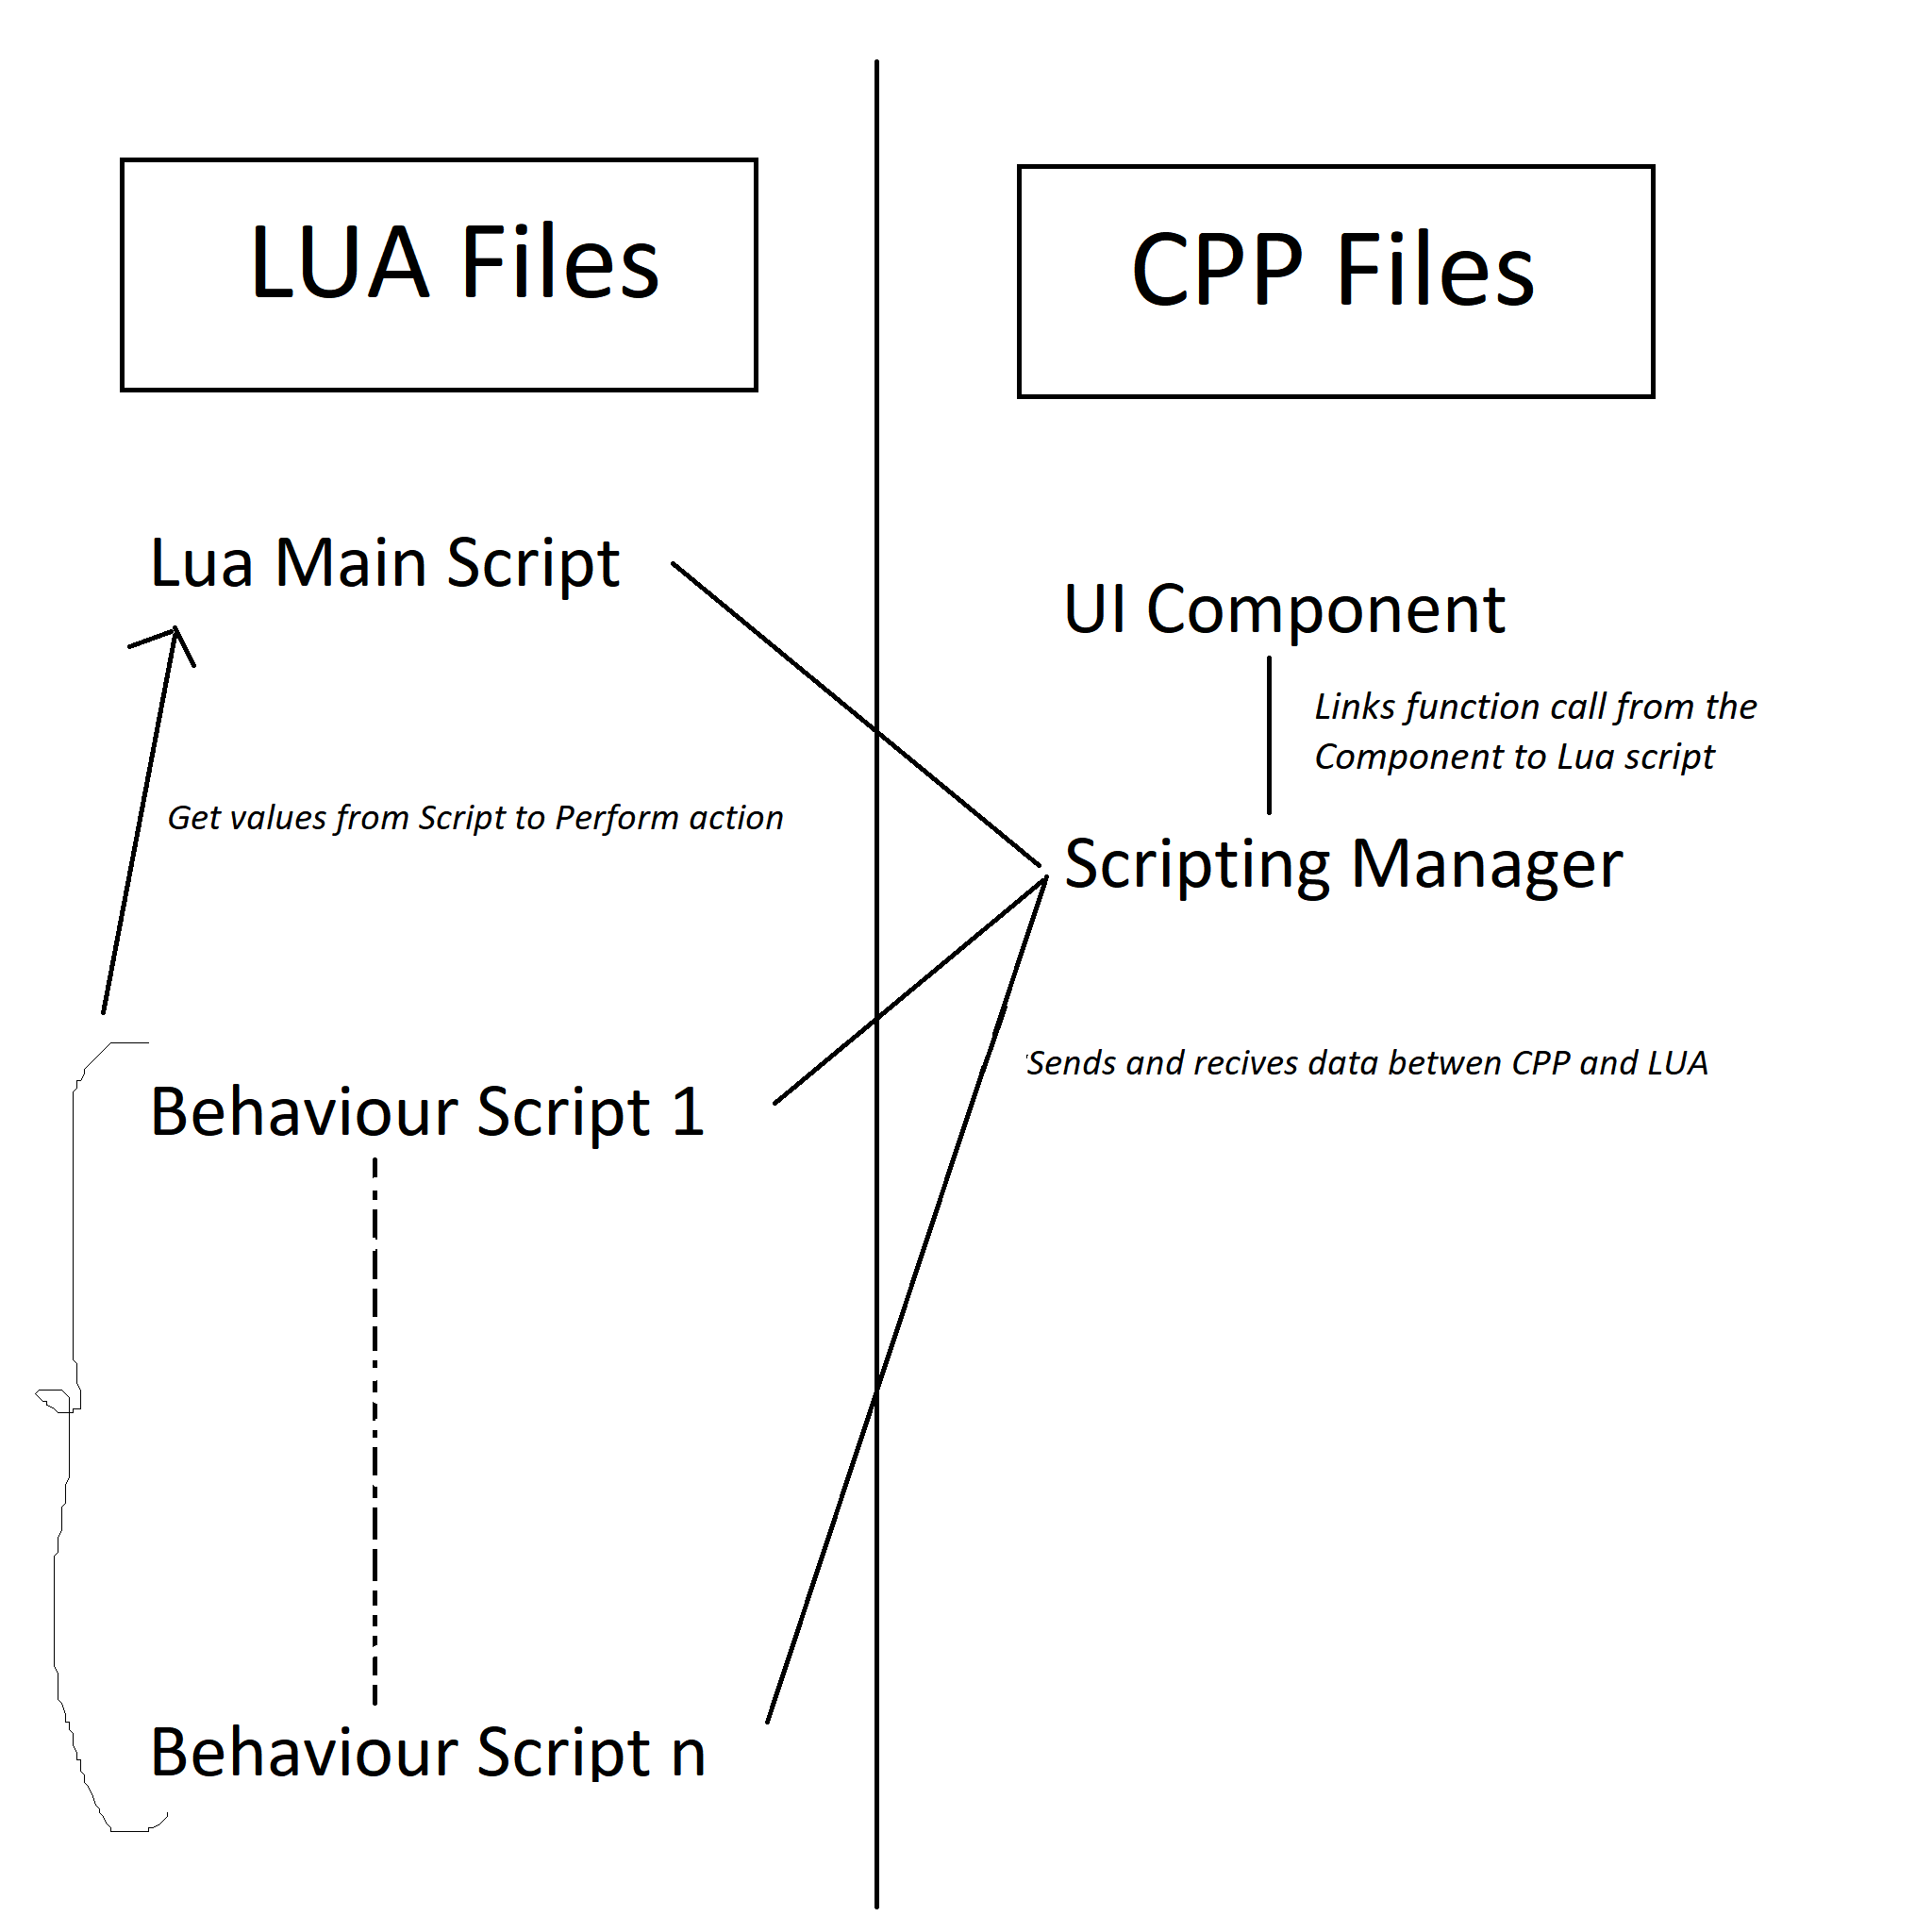 LUA Files
CPP Files
Lua Main Script
UI Component
Links function call from the
Component to Lua script
Get values from Script to Perform action
Scripting Manager
Sends and recives data betwen CPP and LUA
Behaviour Script 1
Behaviour Script n